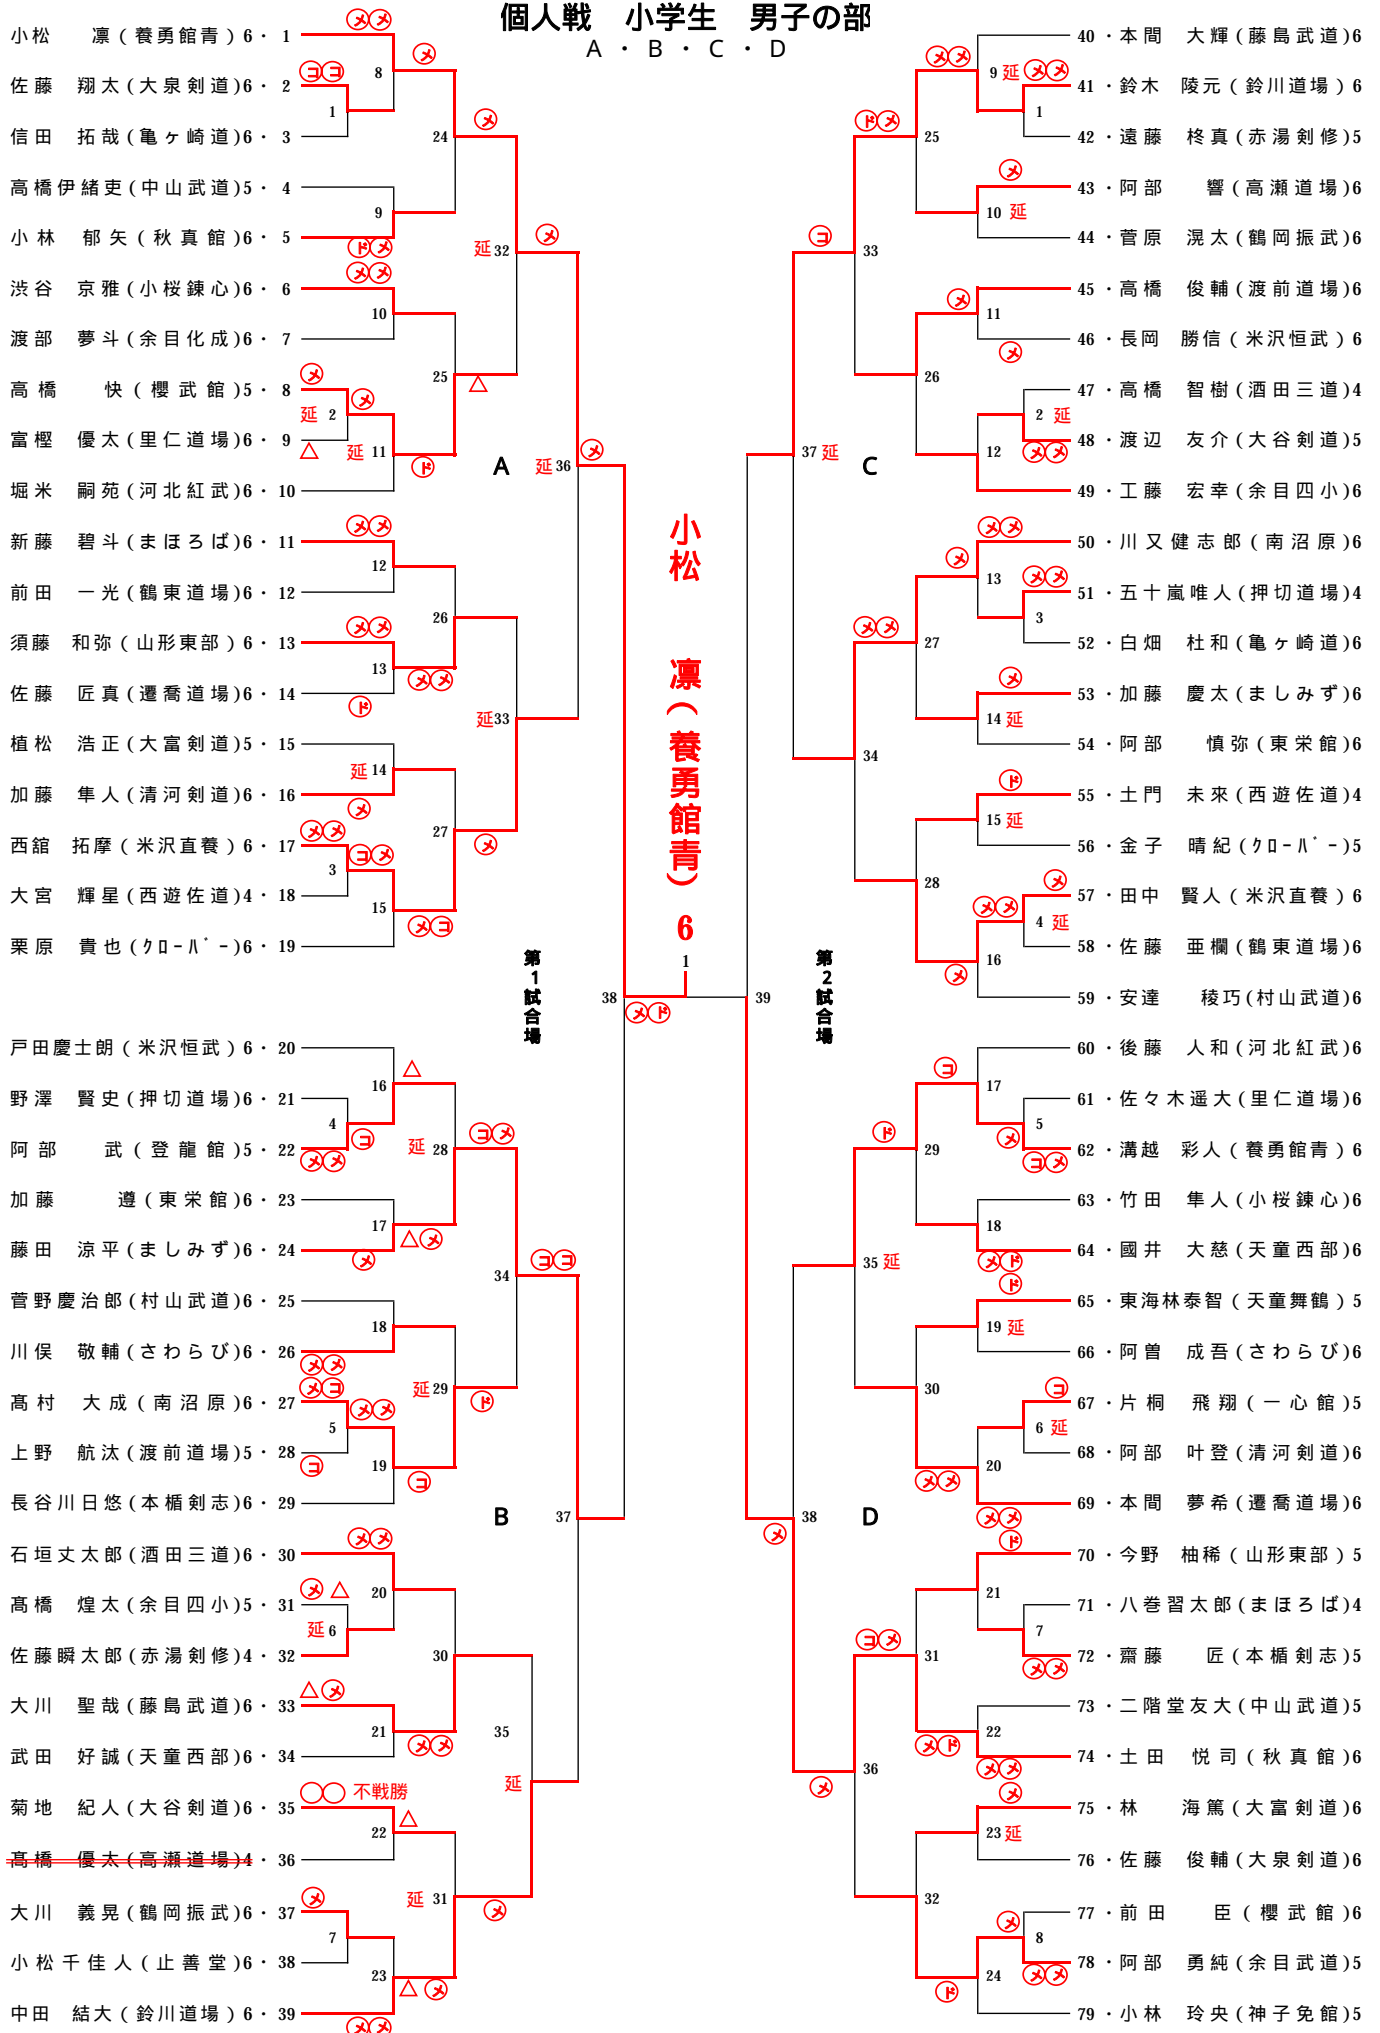 個人戦　小学生　男子の部
A ・ B ・ C ・ D
小松　　凛(養勇館青)6・ 1
佐藤　翔太(大泉剣道)6・ 2
信田　拓哉(亀ヶ崎道)6・ 3
高橋伊緒吏(中山武道)5・ 4
小林　郁矢(秋真館)6・ 5
渋谷　京雅(小桜錬心)6・ 6
渡部　夢斗(余目化成)6・ 7
高橋　　快(櫻武館)5・ 8
富樫　優太(里仁道場)6・ 9
堀米　嗣苑(河北紅武)6・10
新藤　碧斗(まほろば)6・11
前田　一光(鶴東道場)6・12
須藤　和弥(山形東部)6・13
佐藤　匠真(遷喬道場)6・14
植松　浩正(大富剣道)5・15
加藤　隼人(清河剣道)6・16
西舘　拓摩(米沢直養)6・17
大宮　輝星(西遊佐道)4・18
栗原　貴也(ｸﾛｰﾊﾞｰ)6・19
戸田慶士朗(米沢恒武)6・20
野澤　賢史(押切道場)6・21
阿部　　武(登龍館)5・22
加藤　　遵(東栄館)6・23
藤田　涼平(ましみず)6・24
菅野慶治郎(村山武道)6・25
川俣　敬輔(さわらび)6・26
髙村　大成(南沼原)6・27
上野　航汰(渡前道場)5・28
長谷川日悠(本楯剣志)6・29
石垣丈太郎(酒田三道)6・30
髙橋　煌太(余目四小)5・31
佐藤瞬太郎(赤湯剣修)4・32
大川　聖哉(藤島武道)6・33
武田　好誠(天童西部)6・34
菊地　紀人(大谷剣道)6・35
不戦勝
髙橋　優太(高瀬道場)4・36
大川　義晃(鶴岡振武)6・37
小松千佳人(止善堂)6・38
中田　結大(鈴川道場)6・39
A
B
第1試合場
小松　凛(養勇館青) 6
1
第2試合場
C
D
40・本間　大輝(藤島武道)6
41・鈴木　陵元(鈴川道場)6
42・遠藤　柊真(赤湯剣修)5
43・阿部　　響(高瀬道場)6
44・菅原　滉太(鶴岡振武)6
45・高橋　俊輔(渡前道場)6
46・長岡　勝信(米沢恒武)6
47・高橋　智樹(酒田三道)4
48・渡辺　友介(大谷剣道)5
49・工藤　宏幸(余目四小)6
50・川又健志郎(南沼原)6
51・五十嵐唯人(押切道場)4
52・白畑　杜和(亀ヶ崎道)6
53・加藤　慶太(ましみず)6
54・阿部　　慎弥(東栄館)6
55・土門　未來(西遊佐道)4
56・金子　晴紀(ｸﾛｰﾊﾞｰ)5
57・田中　賢人(米沢直養)6
58・佐藤　亜欄(鶴東道場)6
59・安達　　稜巧(村山武道)6
60・後藤　人和(河北紅武)6
61・佐々木遥大(里仁道場)6
62・溝越　彩人(養勇館青)6
63・竹田　隼人(小桜錬心)6
64・國井　大慈(天童西部)6
65・東海林泰智(天童舞鶴)5
66・阿曽　成吾(さわらび)6
67・片桐　飛翔(一心館)5
68・阿部　叶登(清河剣道)6
69・本間　夢希(遷喬道場)6
70・今野　柚稀(山形東部)5
71・八巻習太郎(まほろば)4
72・齋藤　　匠(本楯剣志)5
73・二階堂友大(中山武道)5
74・土田　悦司(秋真館)6
75・林　　海篤(大富剣道)6
76・佐藤　俊輔(大泉剣道)6
77・前田　　臣(櫻武館)6
78・阿部　勇純(余目武道)5
79・小林　玲央(神子免館)5